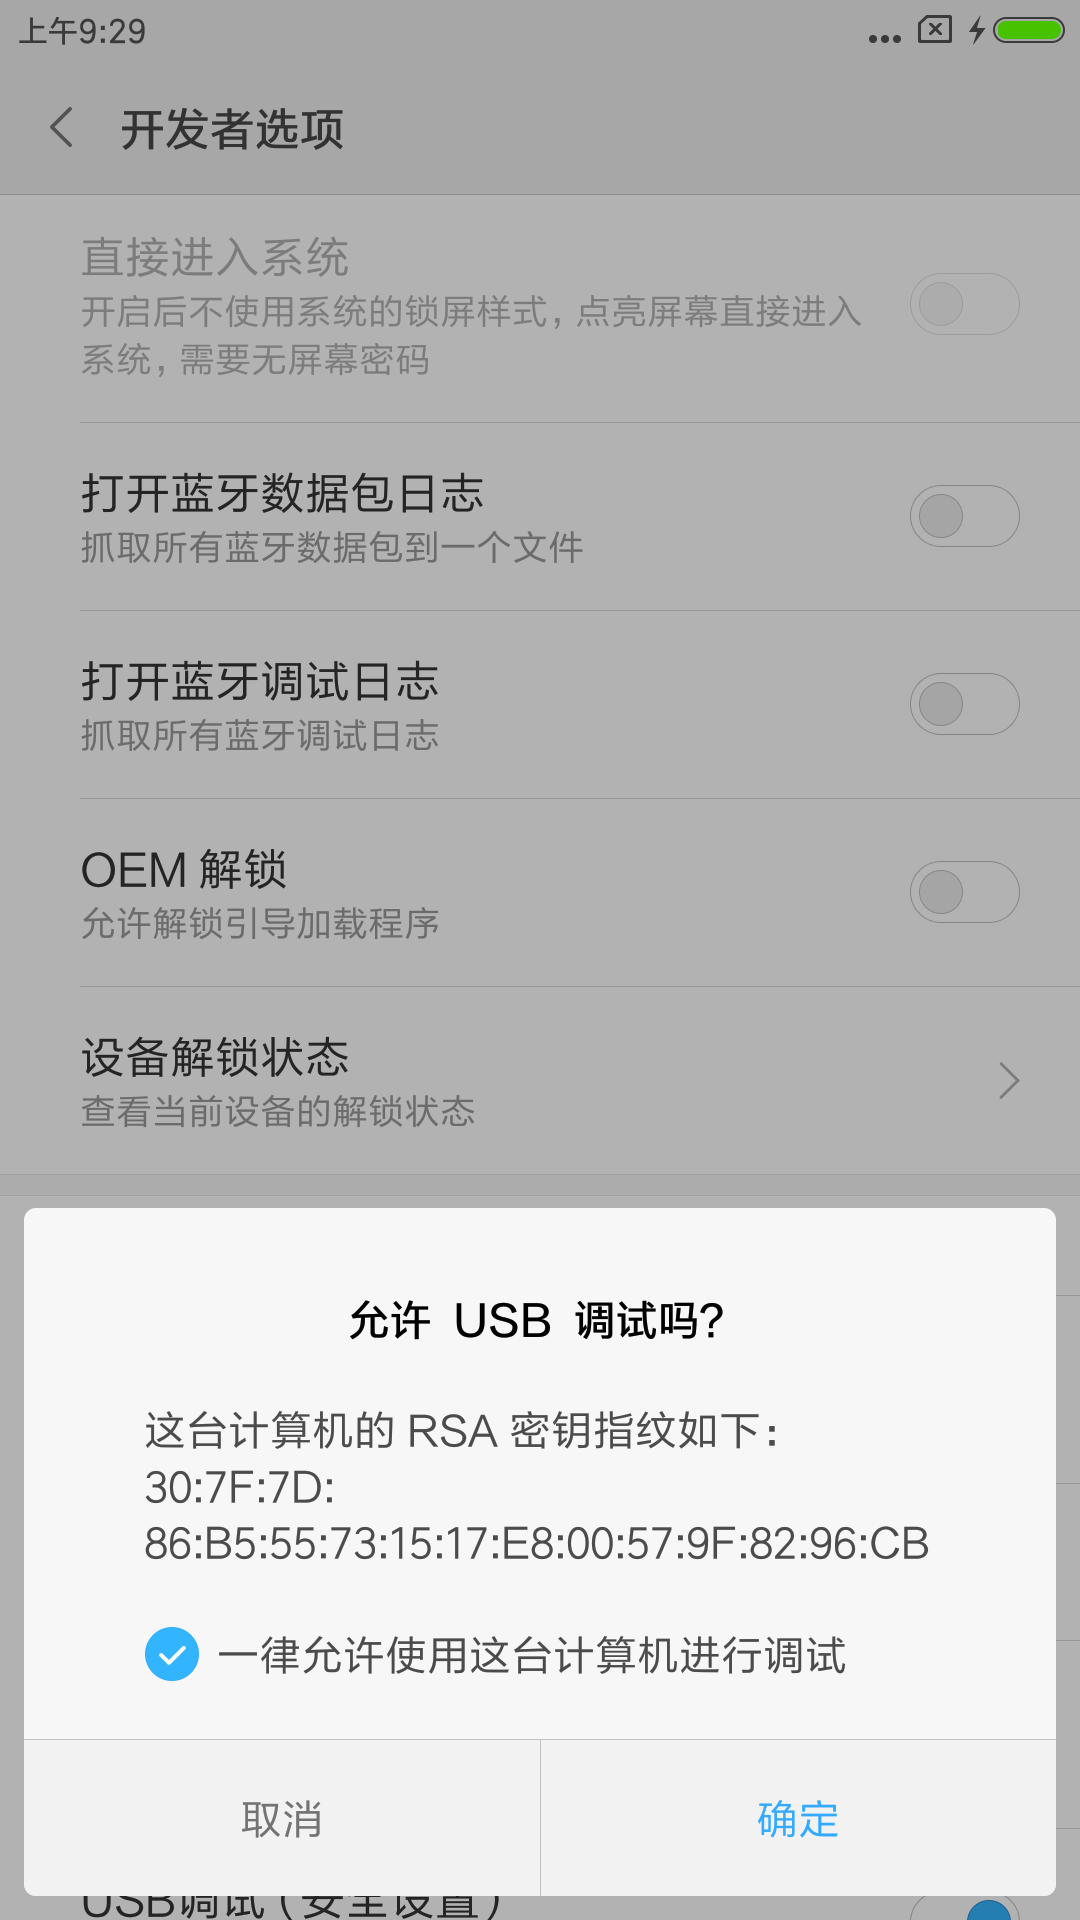 上午9:29
开发者选项
直接进入系统
开启后不使用系统的锁屏样式，点亮屏幕直接进入
系统，需要无屏幕密码
打开蓝牙数据包日志
抓取所有蓝牙数据包到一个文件
打开蓝牙调试日志
抓取所有蓝牙调试日志
OEM 解锁
允许解锁引导加载程序
设备解锁状态
查看当前设备的解锁状态
允许 USB 调试吗?
这台计算机的 RSA 密钥指纹如下：
30:7F:7D:
86:B5:55:73:15:17:E8:00:57:9F:82:96:CB
一律允许使用这台计算机进行调试
取消
确定
USB调试（安全设置）